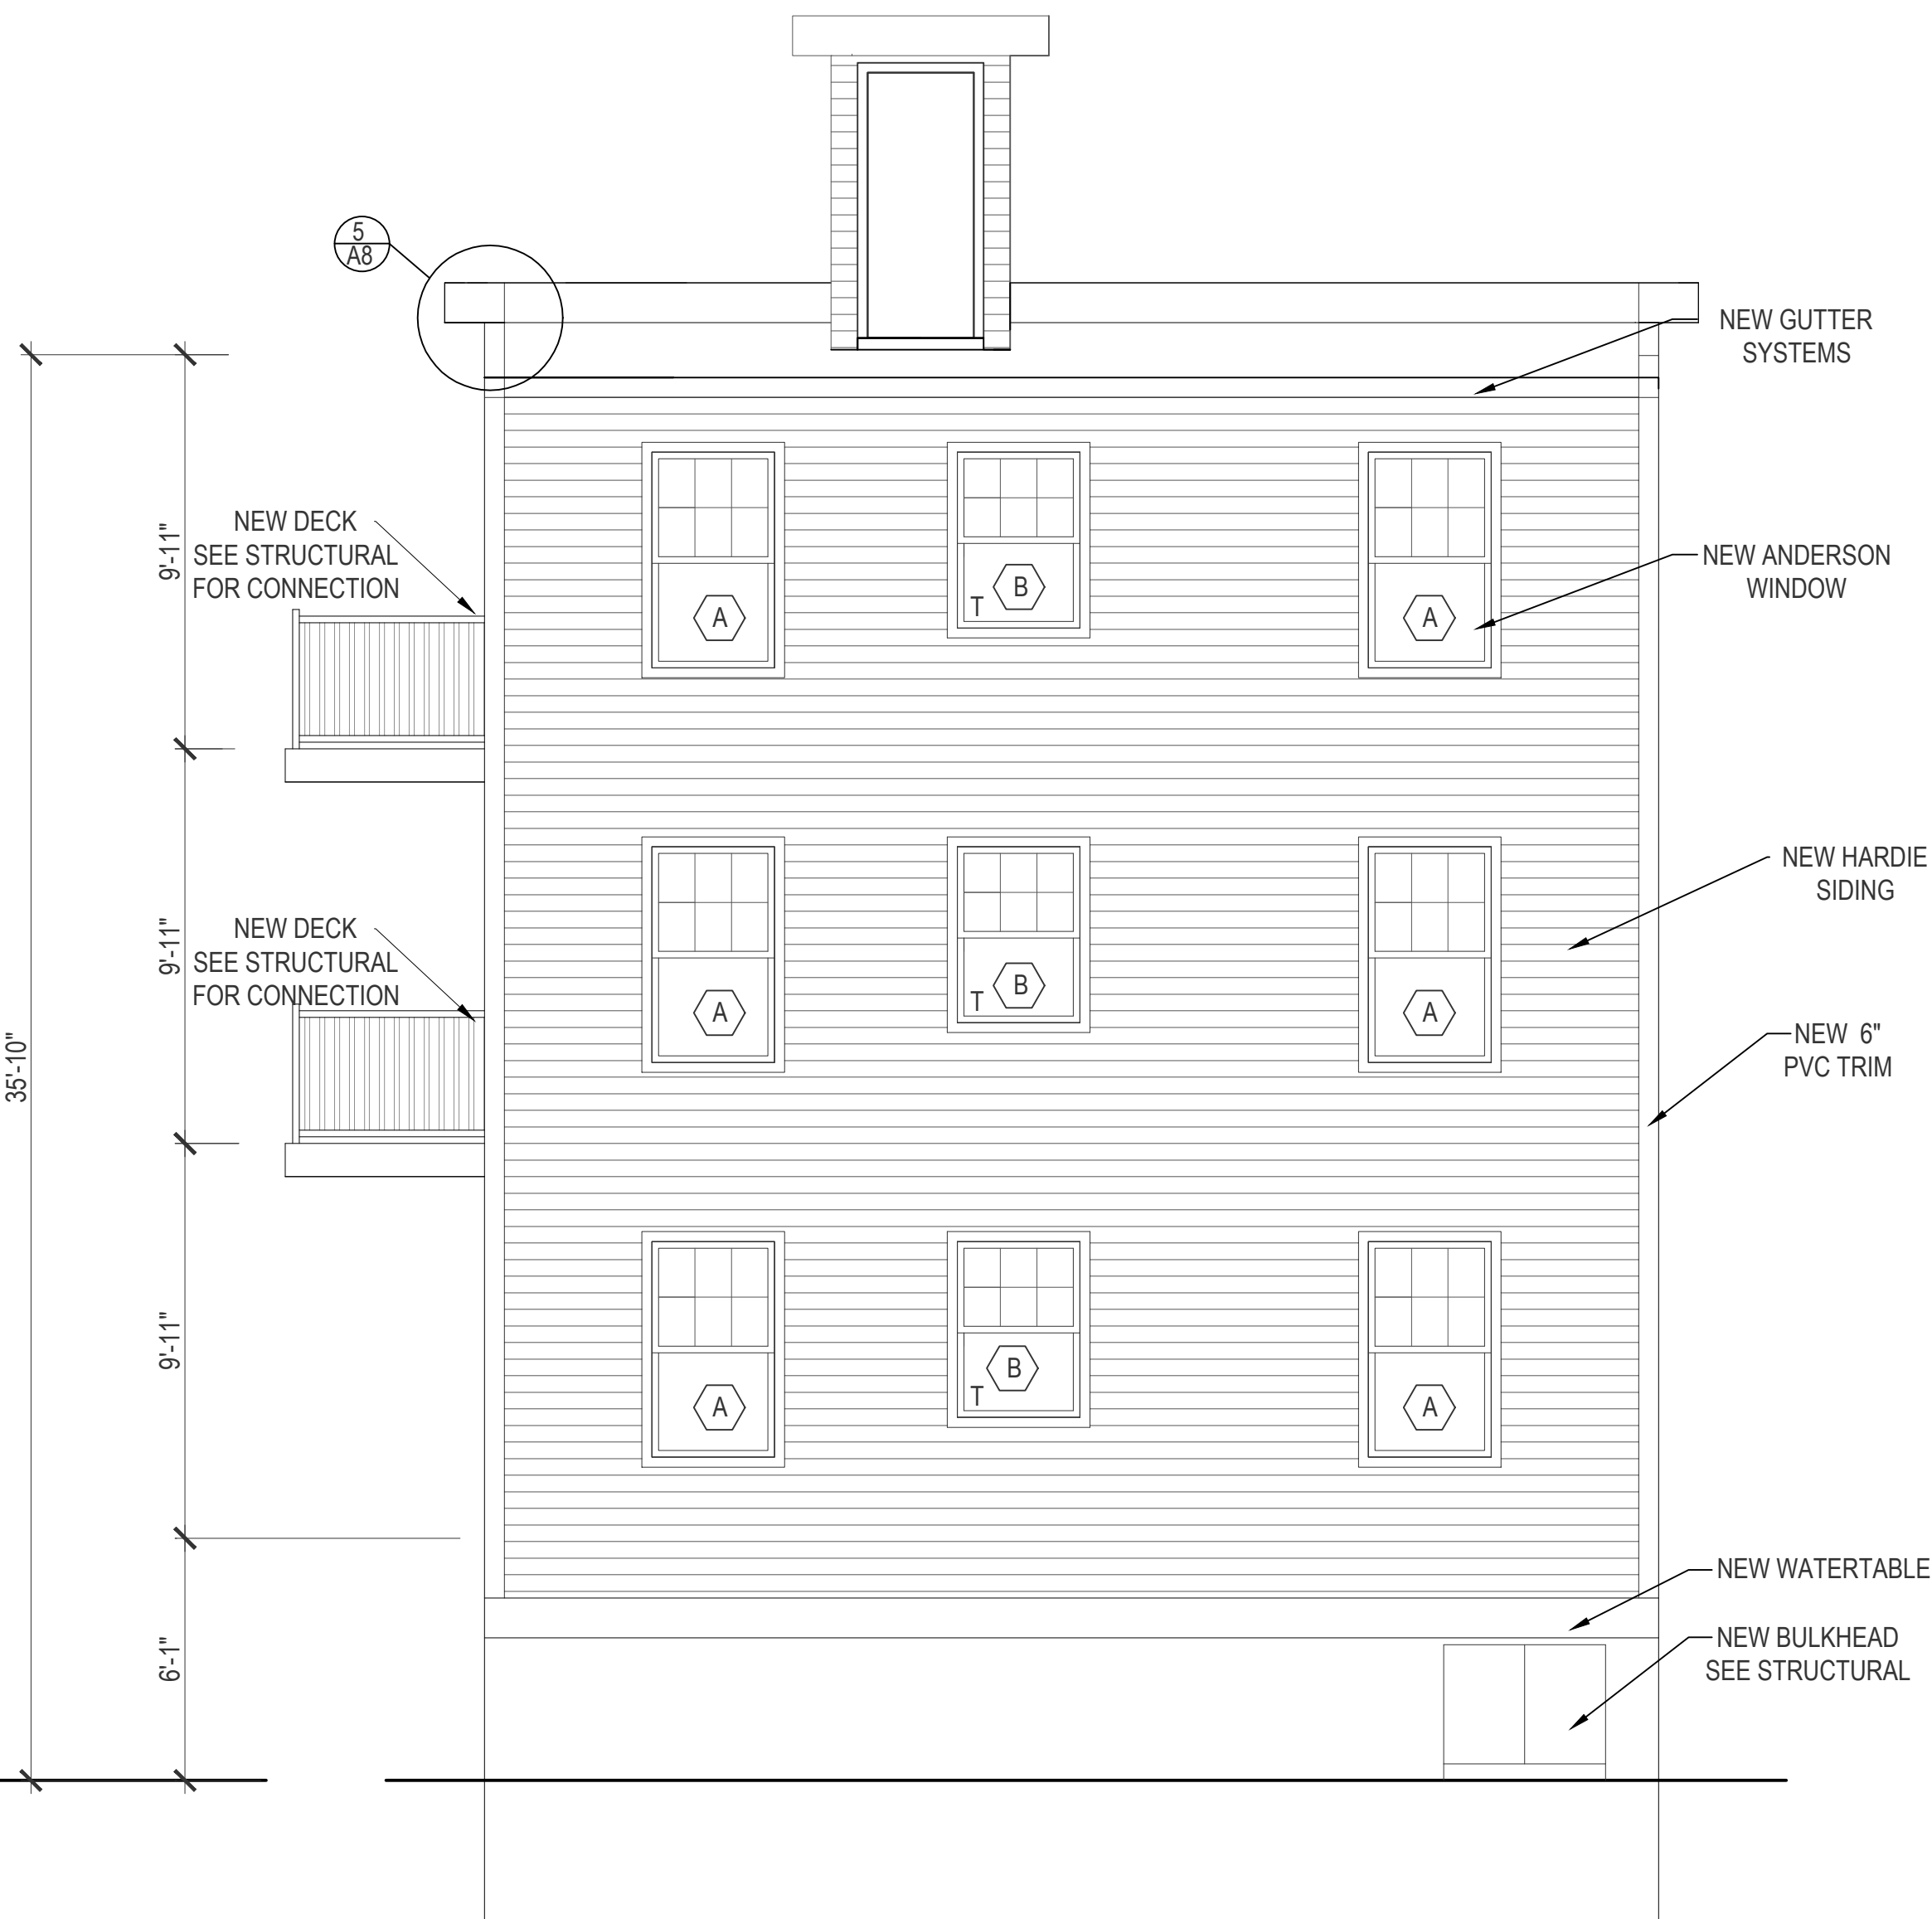 5
A8
NEW GUTTER
SYSTEMS
9'-11"
NEW DECK
SEE STRUCTURAL
FOR CONNECTION
A
T
B
A
NEW ANDERSON
WINDOW
NEW HARDIE
SIDING
35'-10"
9'-11"
NEW DECK
SEE STRUCTURAL
FOR CONNECTION
A
T
B
A
NEW 6"
PVC TRIM
9'-11"
A
T
B
A
6'-1"
NEW WATERTABLE
NEW BULKHEAD
SEE STRUCTURAL